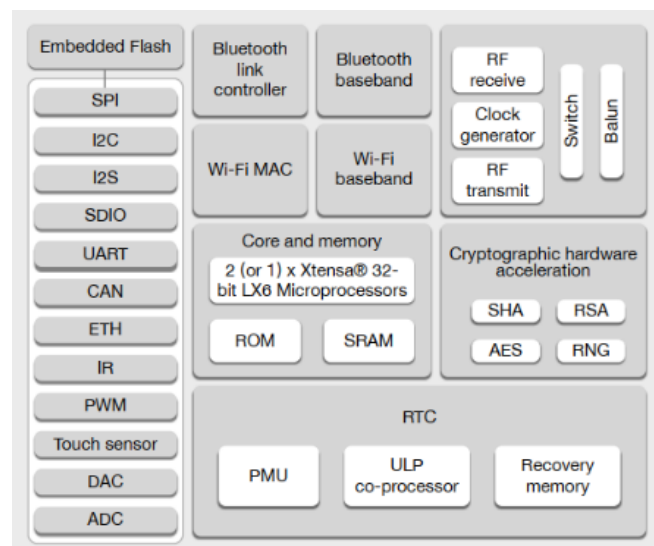 Embedded Flash
SPI
I2C
I2S
SDIO
UART
CAN
ETH
IR
PWM
Touch sensor
DAC
ADC
Bluetooth
link
controller
Bluetooth
baseband
Wi-Fi MAC
Wi-Fi
baseband
RF
receive
Clock
generator
RF
transmit
Switch
Balun
Core and memory
2 (or 1) x Xtensa® 32-
bit LX6 Microprocessors
ROM
SRAM
Cryptographic hardware
acceleration
SHA
RSA
AES
RNG
RTC
PMU
ULP
co-processor
Recovery
memory